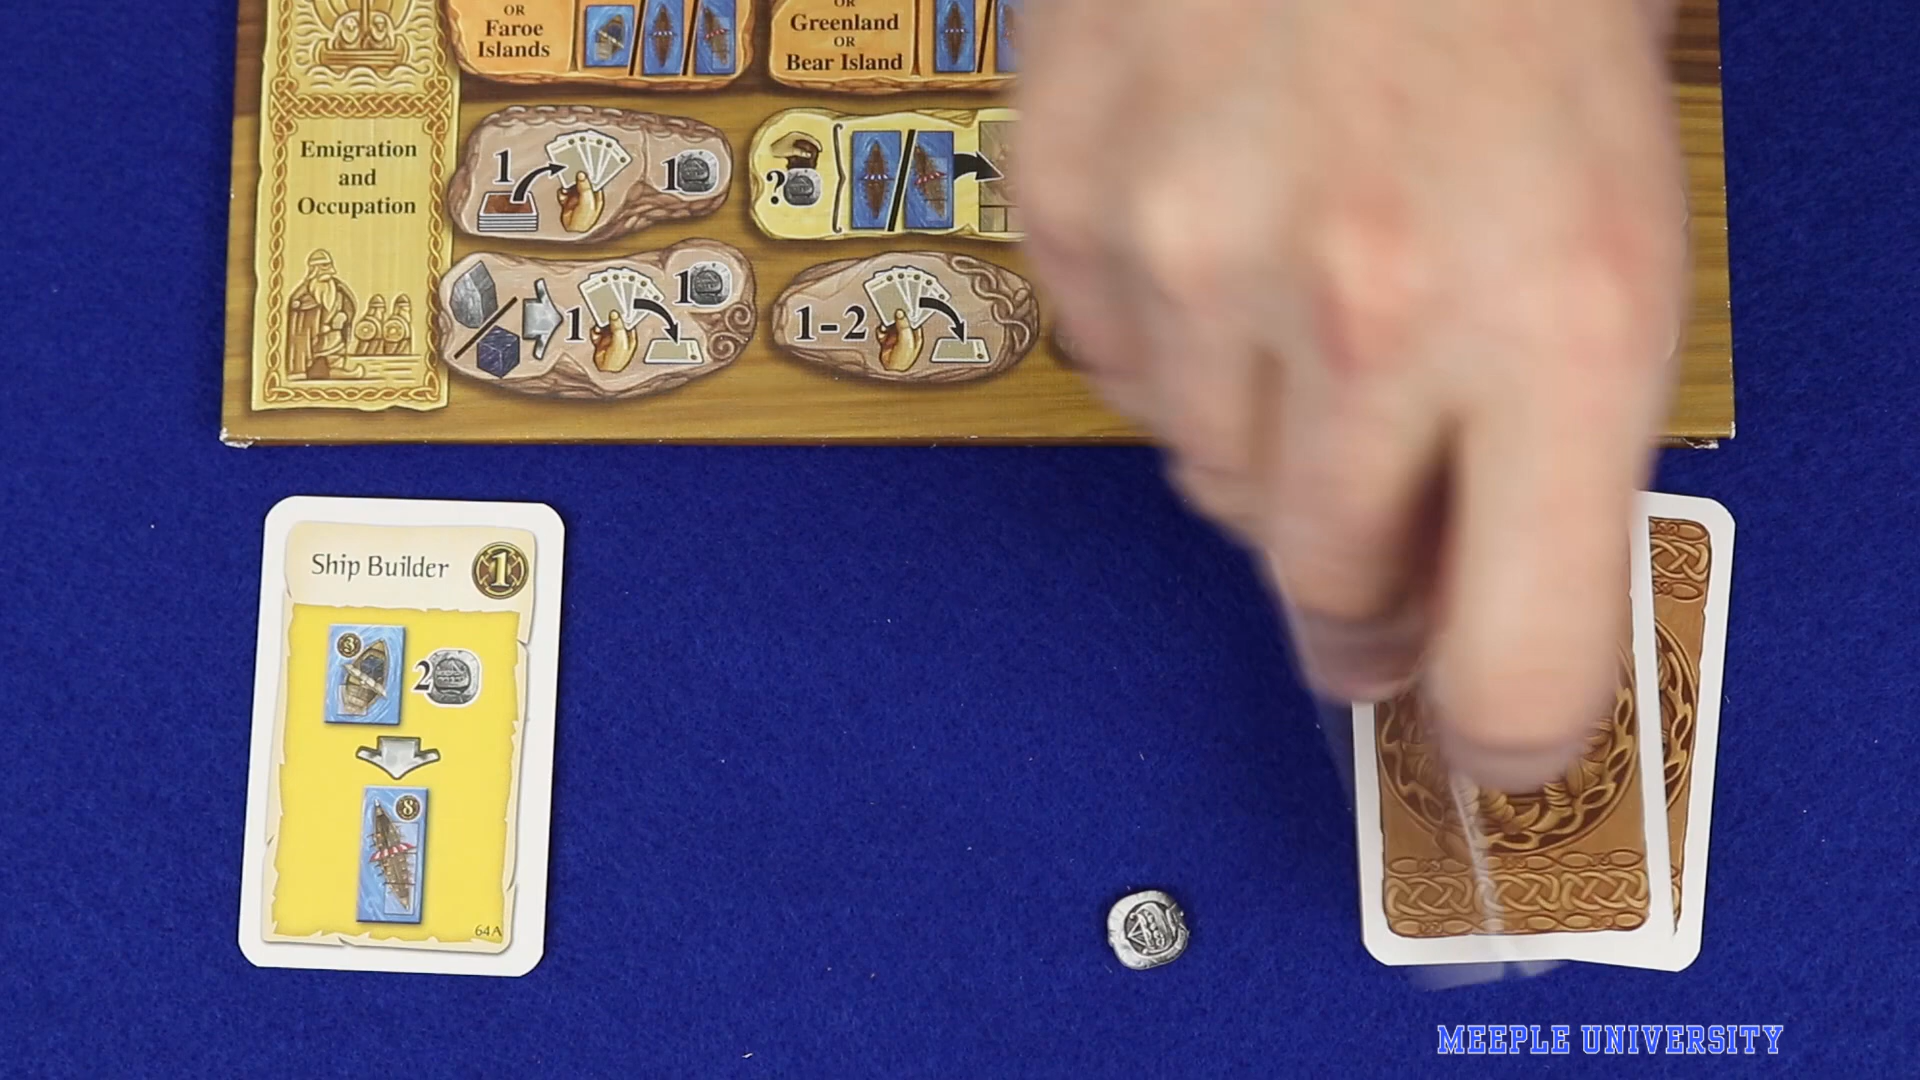 OR
Faroe
Islands
OR
Greenland
OR
Bear Island
Emigration
and
Occupation
1
1
?
1
1
1-2
Ship Builder
1
3
2
8
64A
MEEPLE UNIVERSITY